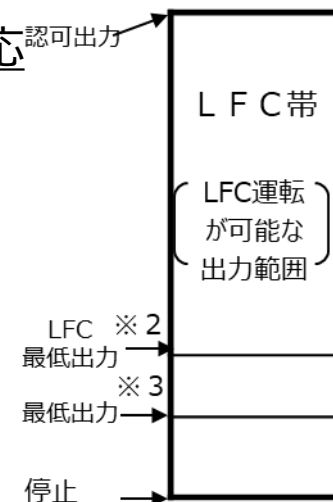 応
認可出力
ＬＦＣ帯
LFC運転
が可能な
出力範囲
LFC ※２
最低出力
※３
最低出力
停止